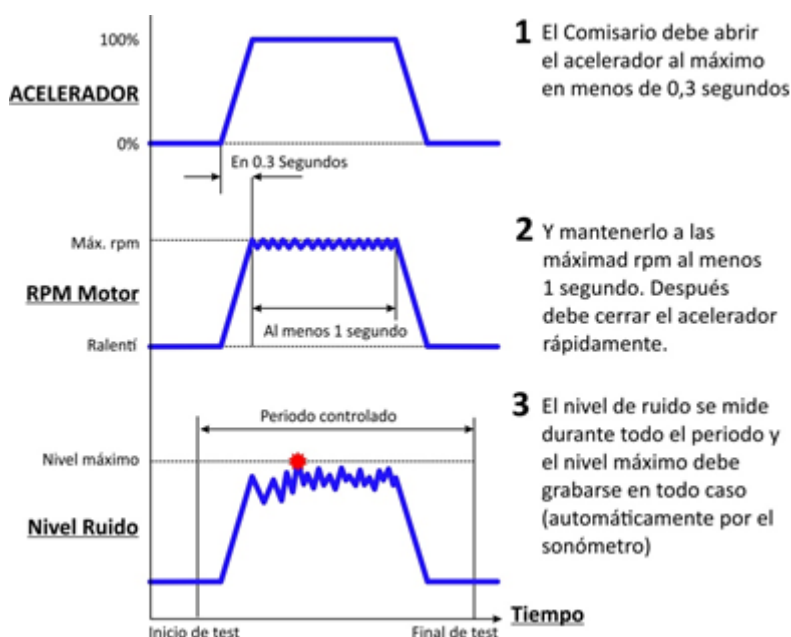 100%
ACELERADOR
0%
En 0.3 Segundos
1 El Comisario debe abrir
el acelerador al máximo
en menos de 0,3 segundos
Máx. rpm
RPM Motor
Al menos 1 segundo
Ralentí
2 Y mantenerlo a las
máximad rpm al menos
1 segundo. Después
debe cerrar el acelerador
rápidamente.
Periodo controlado
Nivel máximo
Nivel Ruido
3 El nivel de ruido se mide
durante todo el periodo y
el nivel máximo debe
grabarse en todo caso
(automáticamente por el
sonómetro)
Tiempo
Inicio de test
Final de test